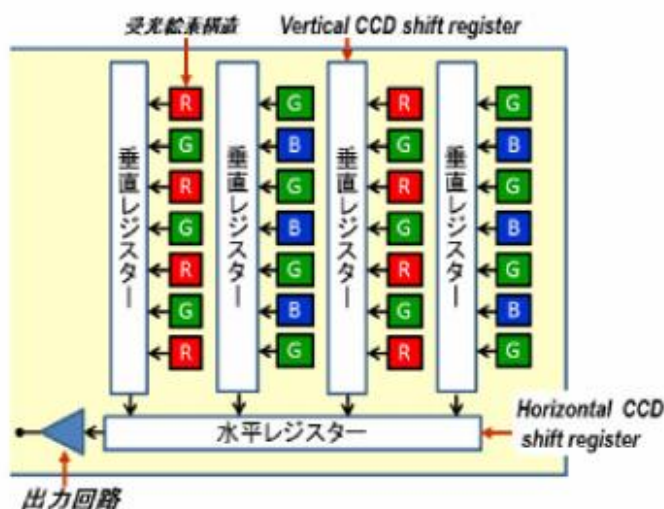 受光絵素構造
Vertical CCD shift register
R G R G
G B G B
R G R G
G B G B
R G R G
G B G B
R G R G
垂直レジスター
垂直レジスター
垂直レジスター
垂直レジスター
水平レジスター
Horizontal CCD
shift register
出力回路